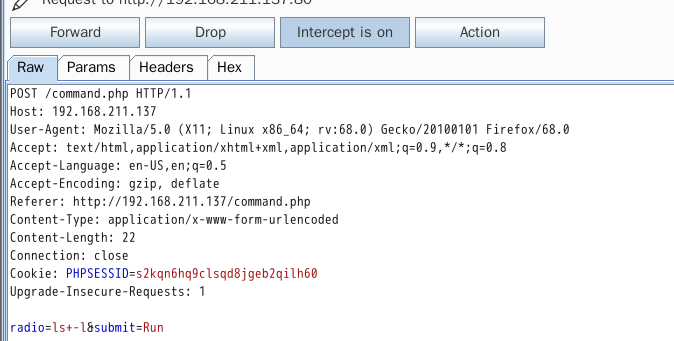 Request to http://192.168.211.137:80
Forward Drop Intercept is on Action
Raw Params Headers Hex
POST /command.php HTTP/1.1
Host: 192.168.211.137
User-Agent: Mozilla/5.0 (X11; Linux x86_64; rv:68.0) Gecko/20100101 Firefox/68.0
Accept: text/html,application/xhtml+xml,application/xml;q=0.9,*/*;q=0.8
Accept-Language: en-US,en;q=0.5
Accept-Encoding: gzip, deflate
Referer: http://192.168.211.137/command.php
Content-Type: application/x-www-form-urlencoded
Content-Length: 22
Connection: close
Cookie: PHPSESSID=s2kqn6hq9clsqd8jgeb2qilh60
Upgrade-Insecure-Requests: 1
radio=ls+-l&submit=Run